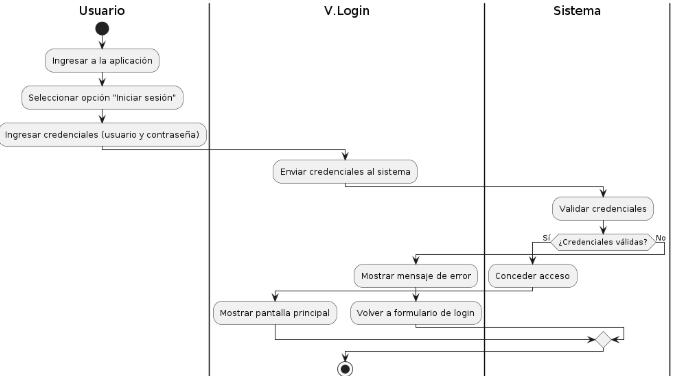 Usuario
V.Login
Sistema
Ingresar a la aplicación
Seleccionar opción "Iniciar sesión"
Ingresar credenciales (usuario y contraseña)
Enviar credenciales al sistema
Validar credenciales
Sí
¿Credenciales válidas?
No
Mostrar mensaje de error
Conceder acceso
Mostrar pantalla principal
Volver a formulario de login